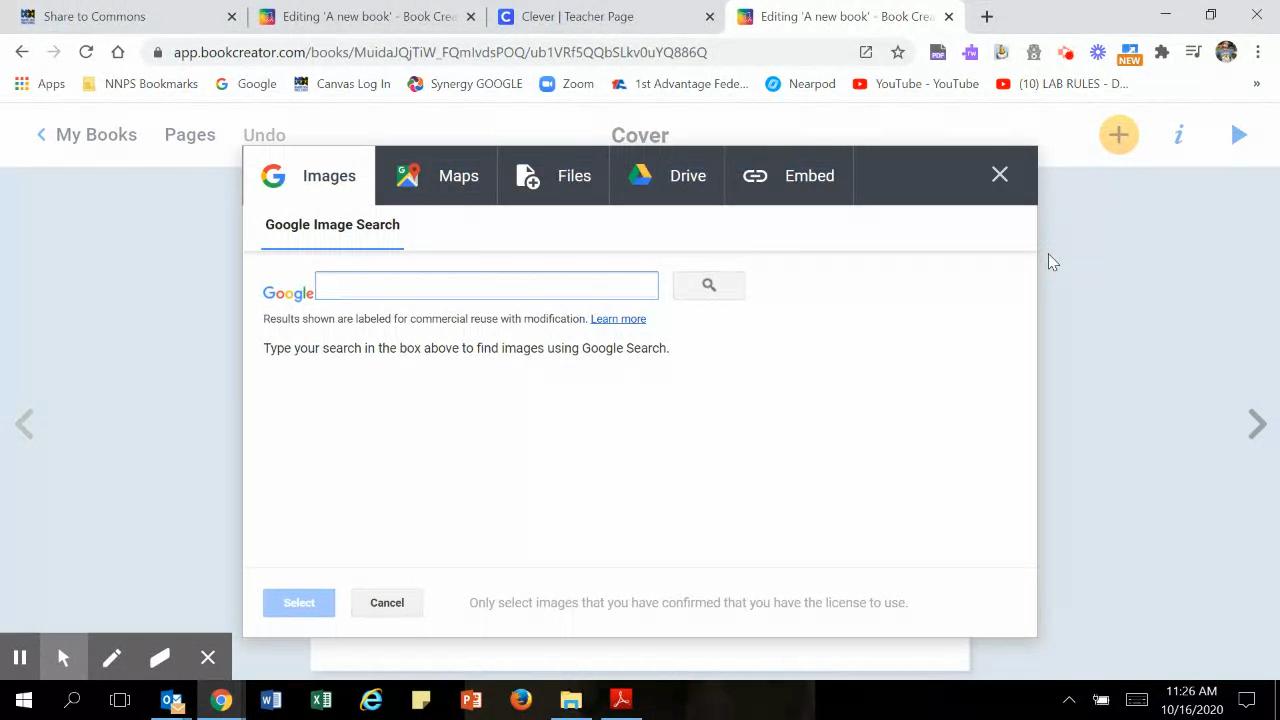 Share to Commons
Editing 'A new book' - Book Cre
Clever | Teacher Page
Editing 'A new book' - Book Cre
app.bookcreator.com/books/MuidaJQjTiW_FQmIvdsPOQ/ub1VRf5QQbSLkv0uYQ886Q
PDF
rw
NEW
Apps
NNPS Bookmarks
Google
Canvas Log In
Synergy GOOGLE
Zoom
1st Advantage Fede...
Nearpod
YouTube - YouTube
(10) LAB RULES - D...
»
My Books
Pages
Undo
Cover
Images
Maps
Files
Drive
Embed
Google Image Search
Google
Results shown are labeled for commercial reuse with modification. Learn more
Type your search in the box above to find images using Google Search.
Select
Cancel
Only select images that you have confirmed that you have the license to use.
11:26 AM
10/16/2020